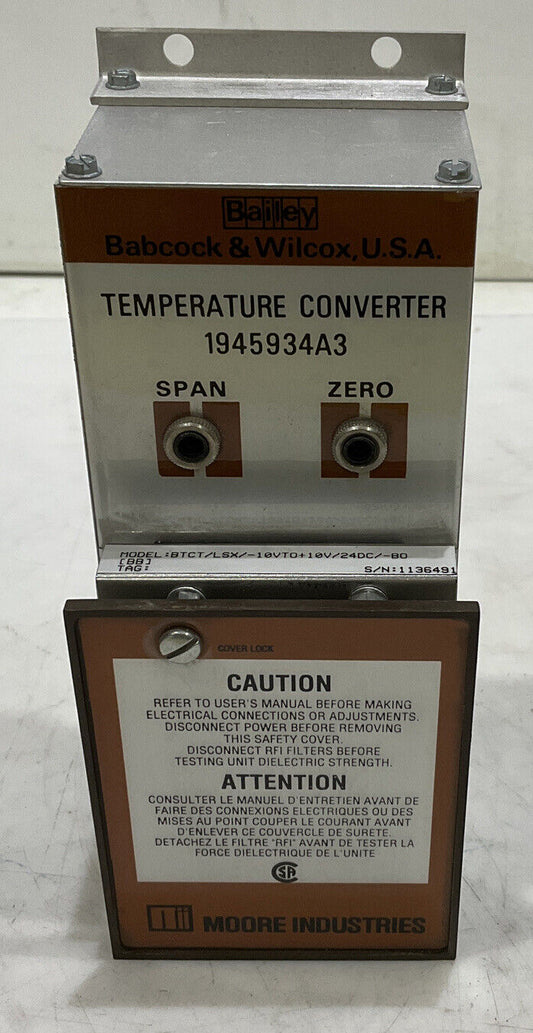 Bailey
Babcock & Wilcox, U.S.A.
TEMPERATURE CONVERTER
1945934A3
SPAN ZERO
MODEL:BTCT/LSX/-10VTO+10V/24DC/-BO
[BB]
TAG: S/N:1136491
COVER LOCK
CAUTION
REFER TO USER'S MANUAL BEFORE MAKING
ELECTRICAL CONNECTIONS OR ADJUSTMENTS.
DISCONNECT POWER BEFORE REMOVING
THIS SAFETY COVER.
DISCONNECT RFI FILTERS BEFORE
TESTING UNIT DIELECTRIC STRENGTH.
ATTENTION
CONSULTER LE MANUEL D'ENTRETIEN AVANT DE
FAIRE DES CONNEXIONS ELECTRIQUES OU DES
MISES AU POINT COUPER LE COURANT AVANT
D'ENLEVER CE COUVERCLE DE SURETE.
DETACHEZ LE FILTRE "RFI" AVANT DE TESTER LA
FORCE DIELECTRIQUE DE L'UNITE
CSA
mii MOORE INDUSTRIES